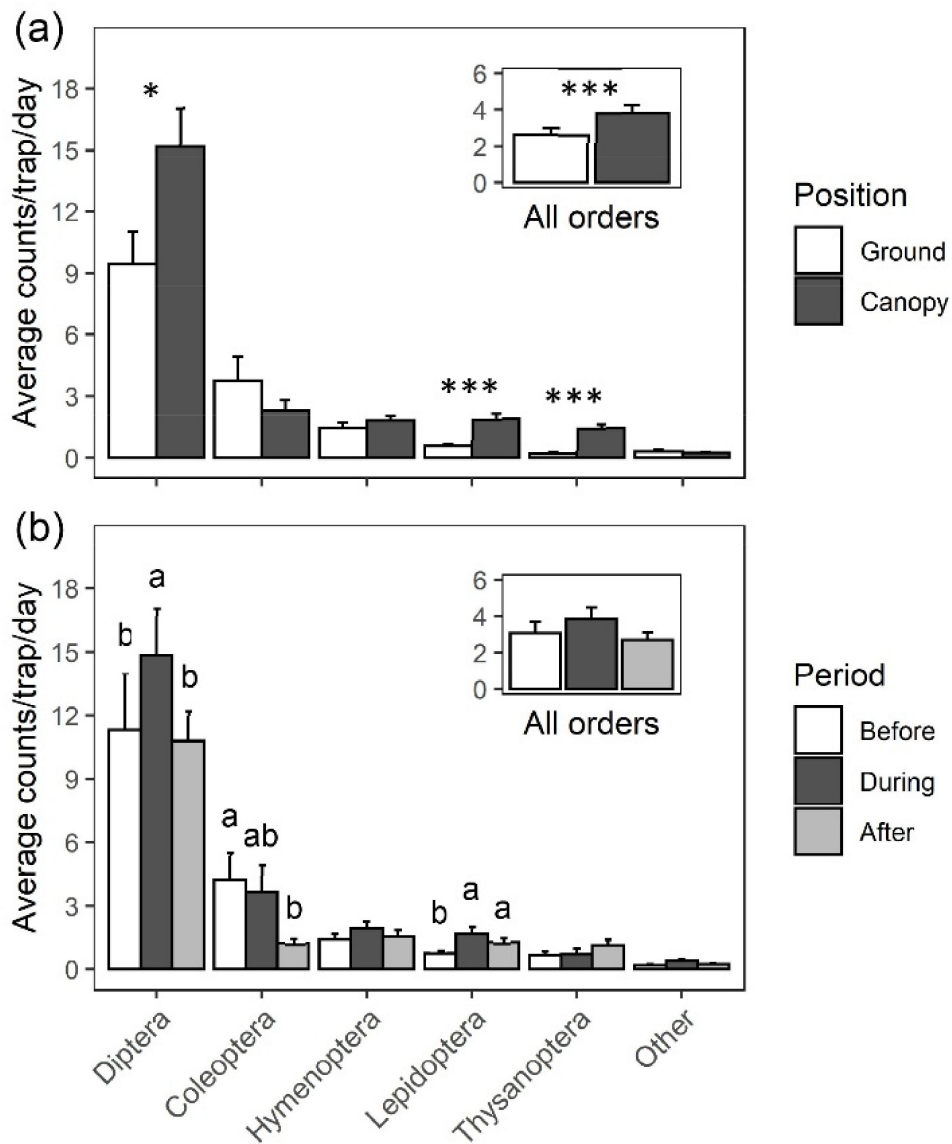 (a)
Average counts/trap/day
18
15
12
9
6
3
0
*
***
***
6
4
2
0
***
All orders
Position
Ground
Canopy
(b)
Average counts/trap/day
18
15
12
9
6
3
0
b
a
b
a
ab
b
b
a
a
6
4
2
0
All orders
Period
Before
During
After
Diptera
Coleoptera
Hymenoptera
Lepidoptera
Thysanoptera
Other